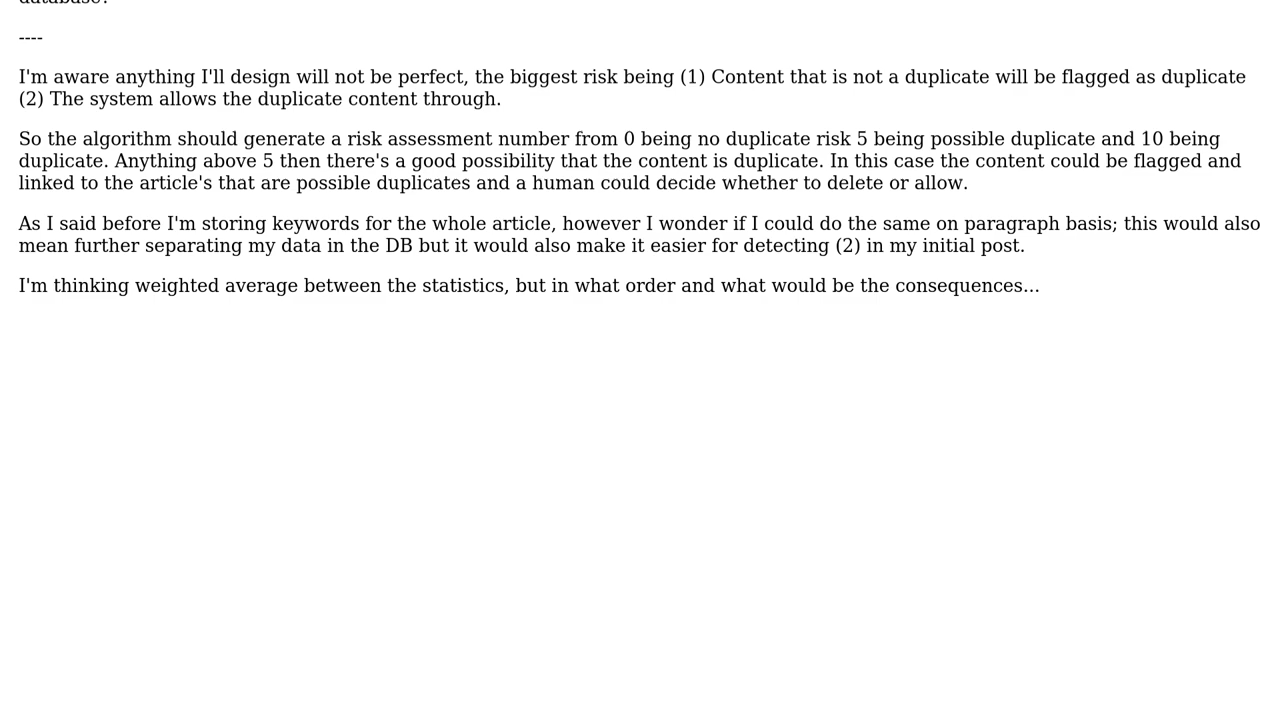 database?
----
I'm aware anything I'll design will not be perfect, the biggest risk being (1) Content that is not a duplicate will be flagged as duplicate
(2) The system allows the duplicate content through.
So the algorithm should generate a risk assessment number from 0 being no duplicate risk 5 being possible duplicate and 10 being
duplicate. Anything above 5 then there's a good possibility that the content is duplicate. In this case the content could be flagged and
linked to the article's that are possible duplicates and a human could decide whether to delete or allow.
As I said before I'm storing keywords for the whole article, however I wonder if I could do the same on paragraph basis; this would also
mean further separating my data in the DB but it would also make it easier for detecting (2) in my initial post.
I'm thinking weighted average between the statistics, but in what order and what would be the consequences...